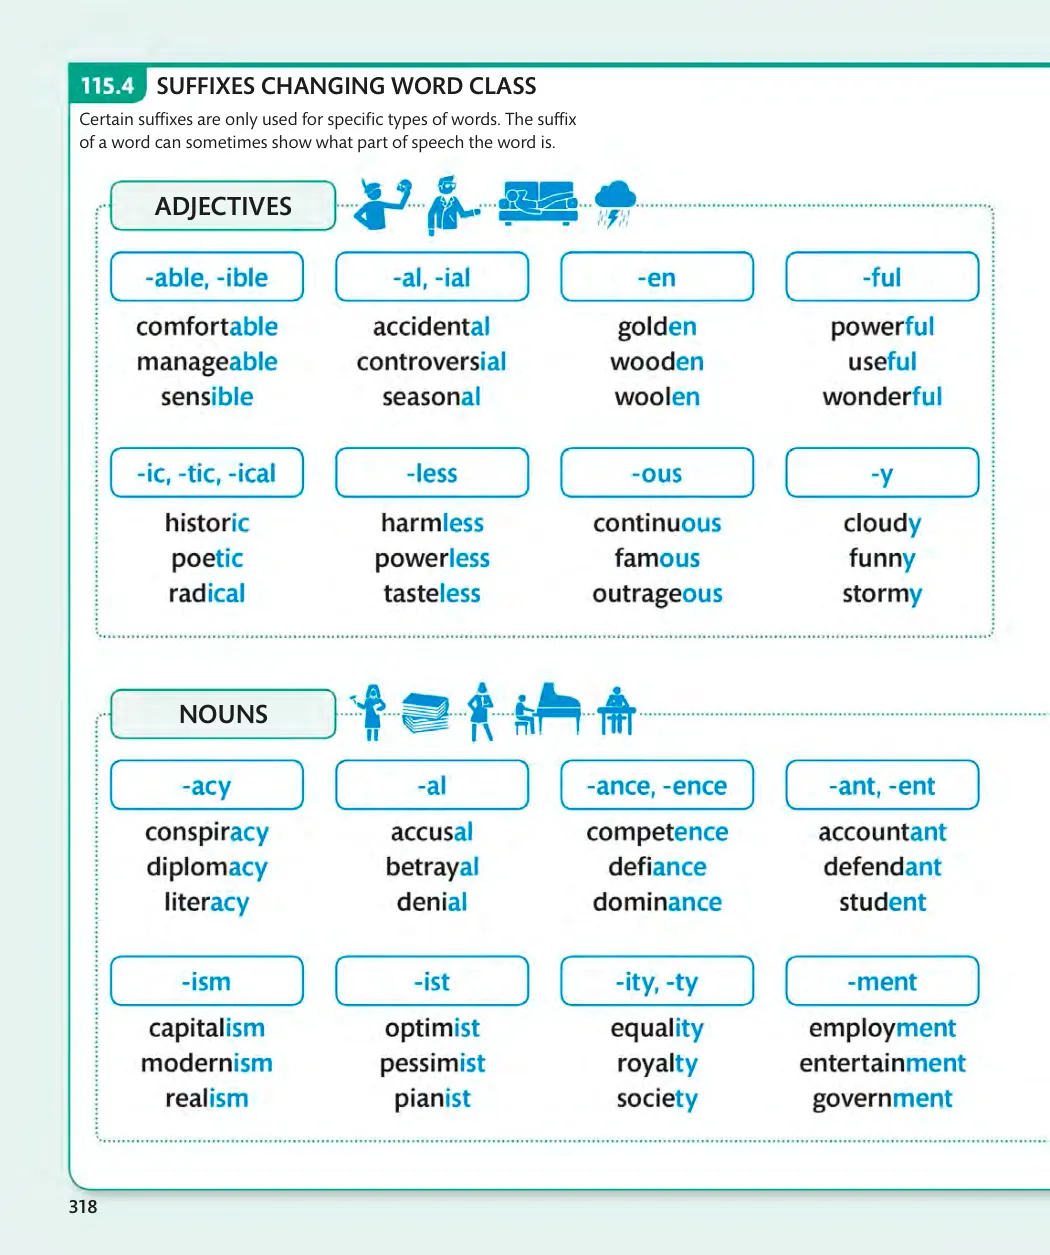 115.4 SUFFIXES CHANGING WORD CLASS
Certain suffixes are only used for specific types of words. The suffix
of a word can sometimes show what part of speech the word is.
ADJECTIVES
-able, -ible
comfortable
manageable
sensible
-al, -ial
accidental
controversial
seasonal
-en
golden
wooden
woolen
-ful
powerful
useful
wonderful
-ic, -tic, -ical
historic
poetic
radical
-less
harmless
powerless
tasteless
-ous
continuous
famous
outrageous
-y
cloudy
funny
stormy
NOUNS
-acy
conspiracy
diplomacy
literacy
-al
accusal
betrayal
denial
-ance, -ence
competence
defiance
dominance
-ant, -ent
accountant
defendant
student
-ism
capitalism
modernism
realism
-ist
optimist
pessimist
pianist
-ity, -ty
equality
royalty
society
-ment
employment
entertainment
government
318